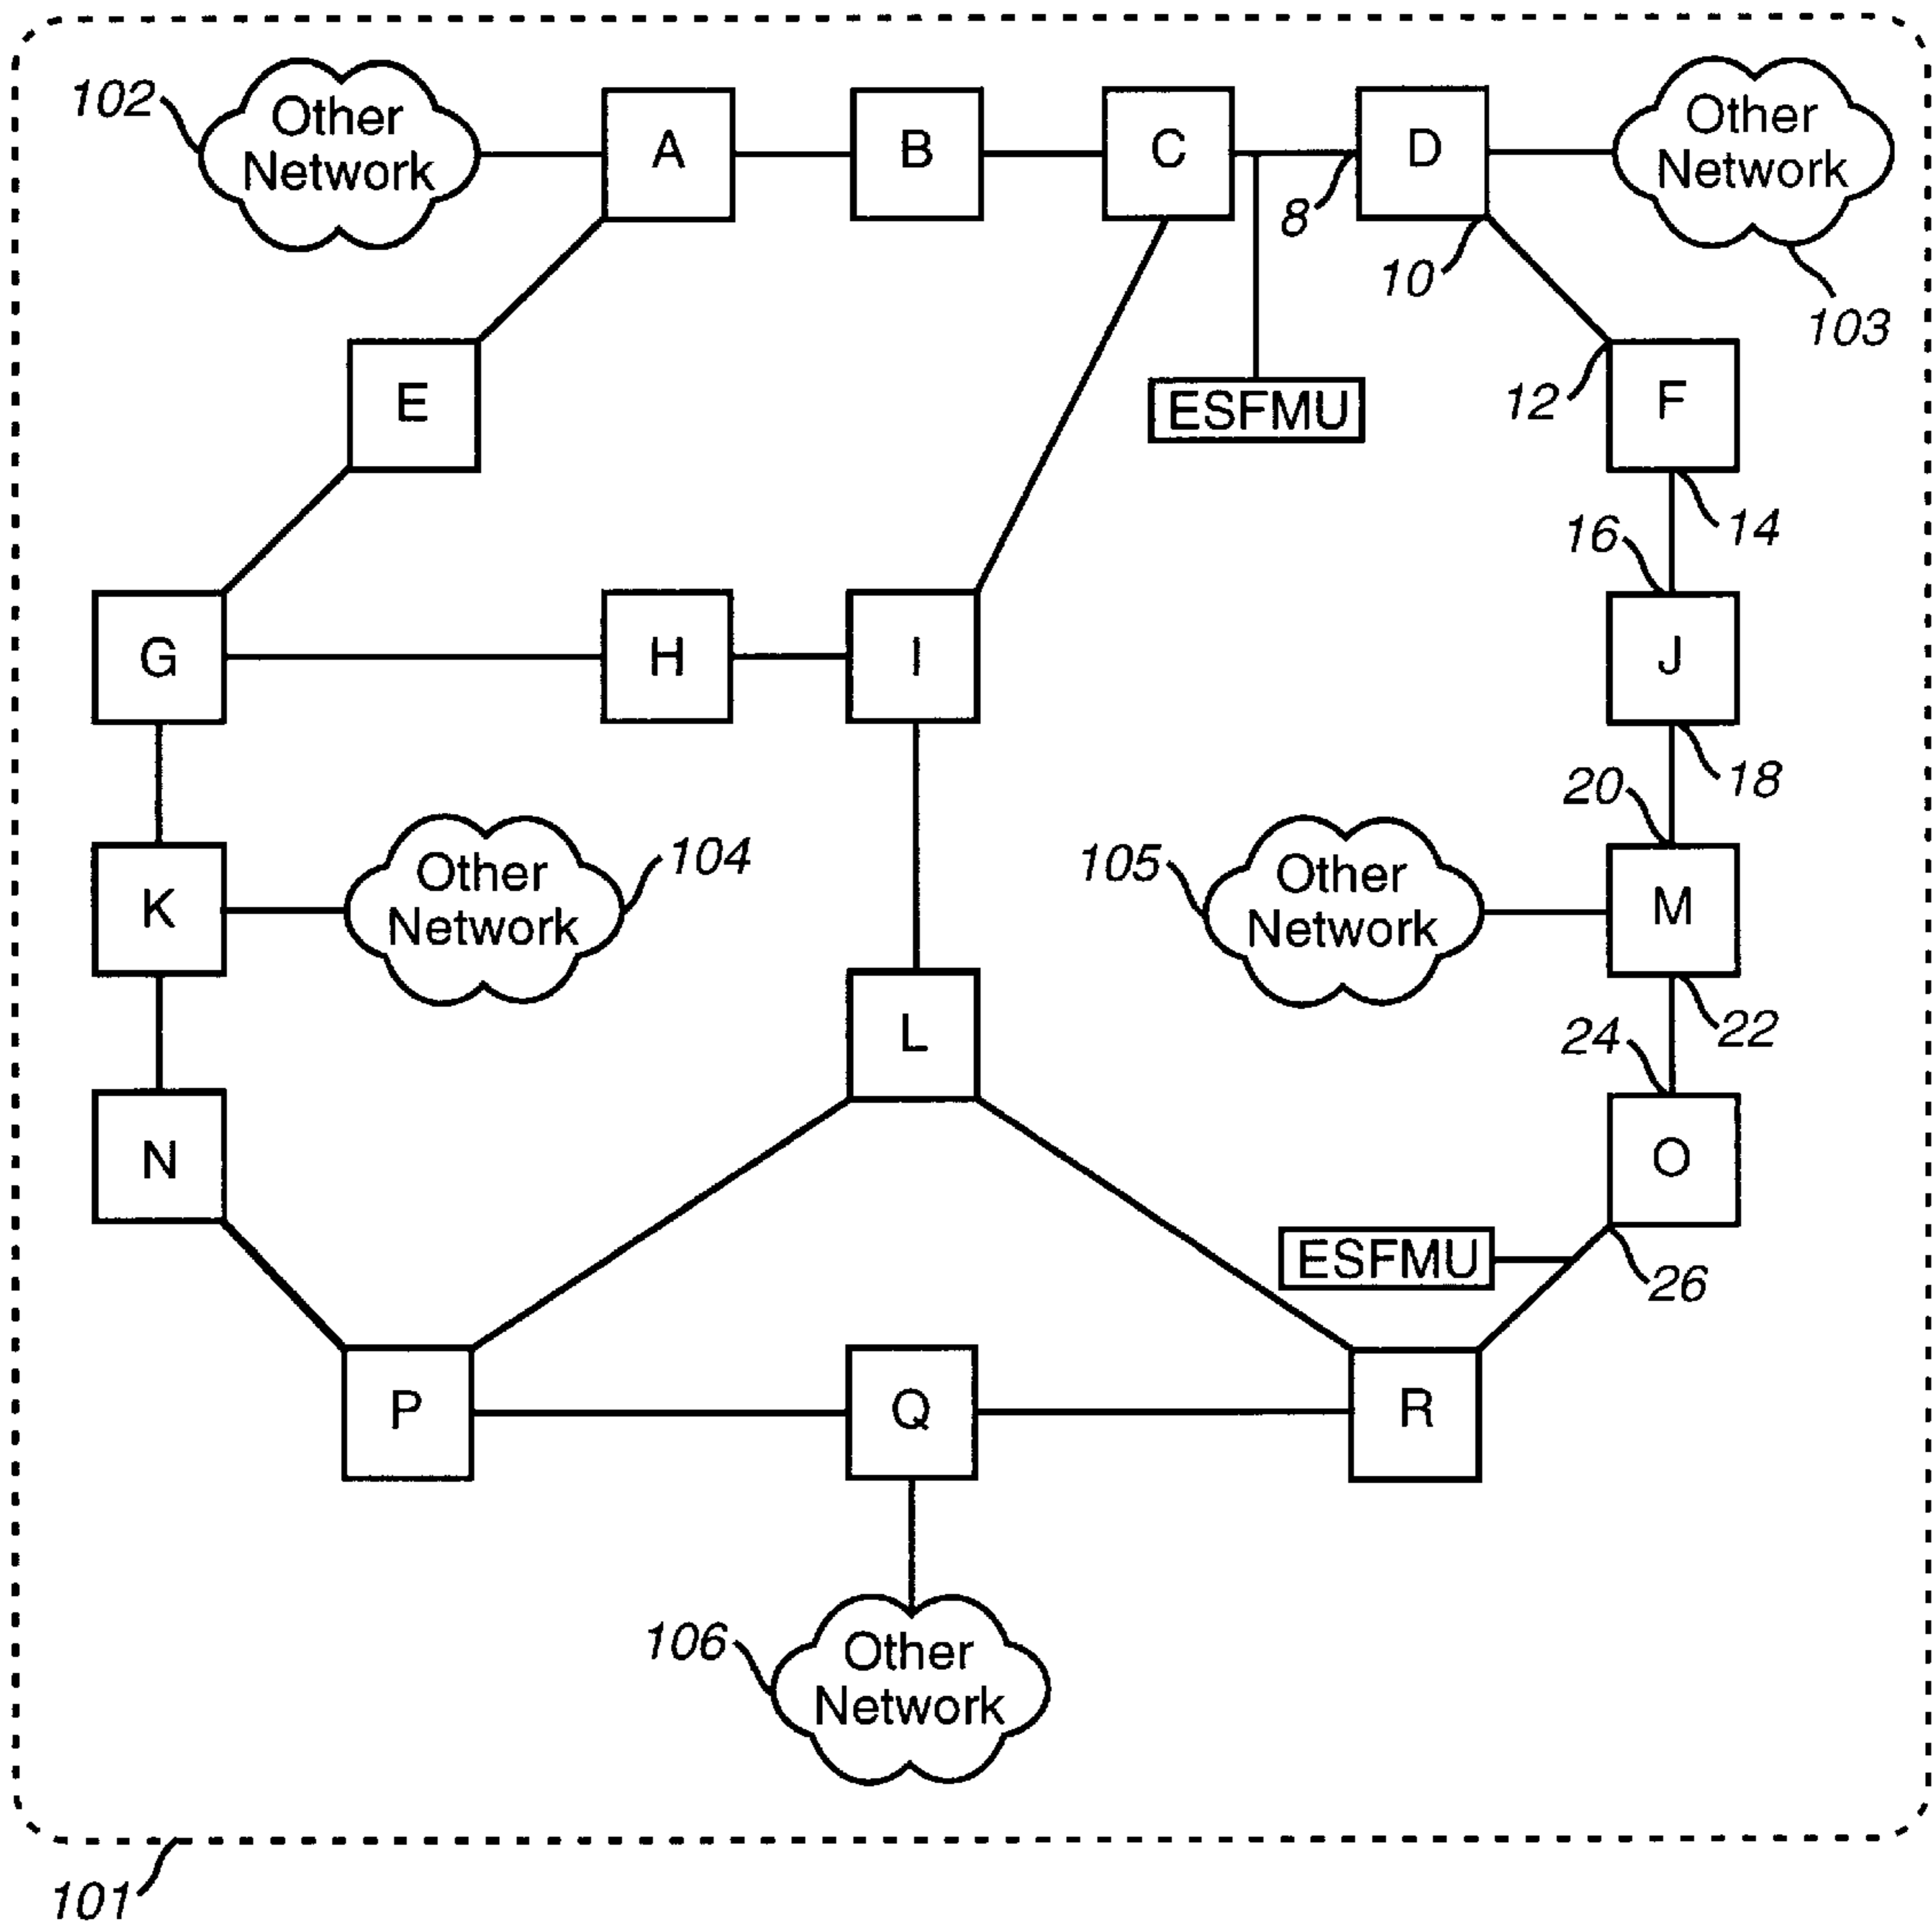 102
Other
Network
A
B
C
D
Other
Network
8
10
103
E
ESFMU
12
F
14
16
G
H
I
J
18
20
K
Other
Network
104
105
Other
Network
M
22
24
L
N
O
ESFMU
26
P
Q
R
106
Other
Network
101